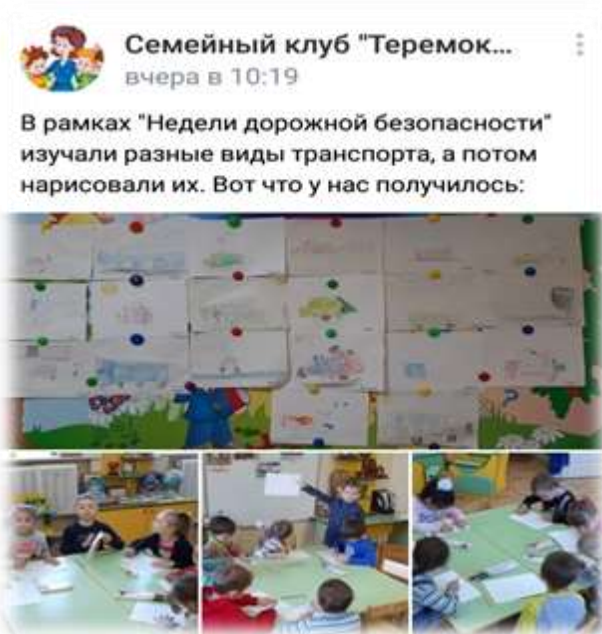 Семейный клуб "Теремок...
вчера в 10:19
В рамках "Недели дорожной безопасности"
изучали разные виды транспорта, а потом
нарисовали их. Вот что у нас получилось: